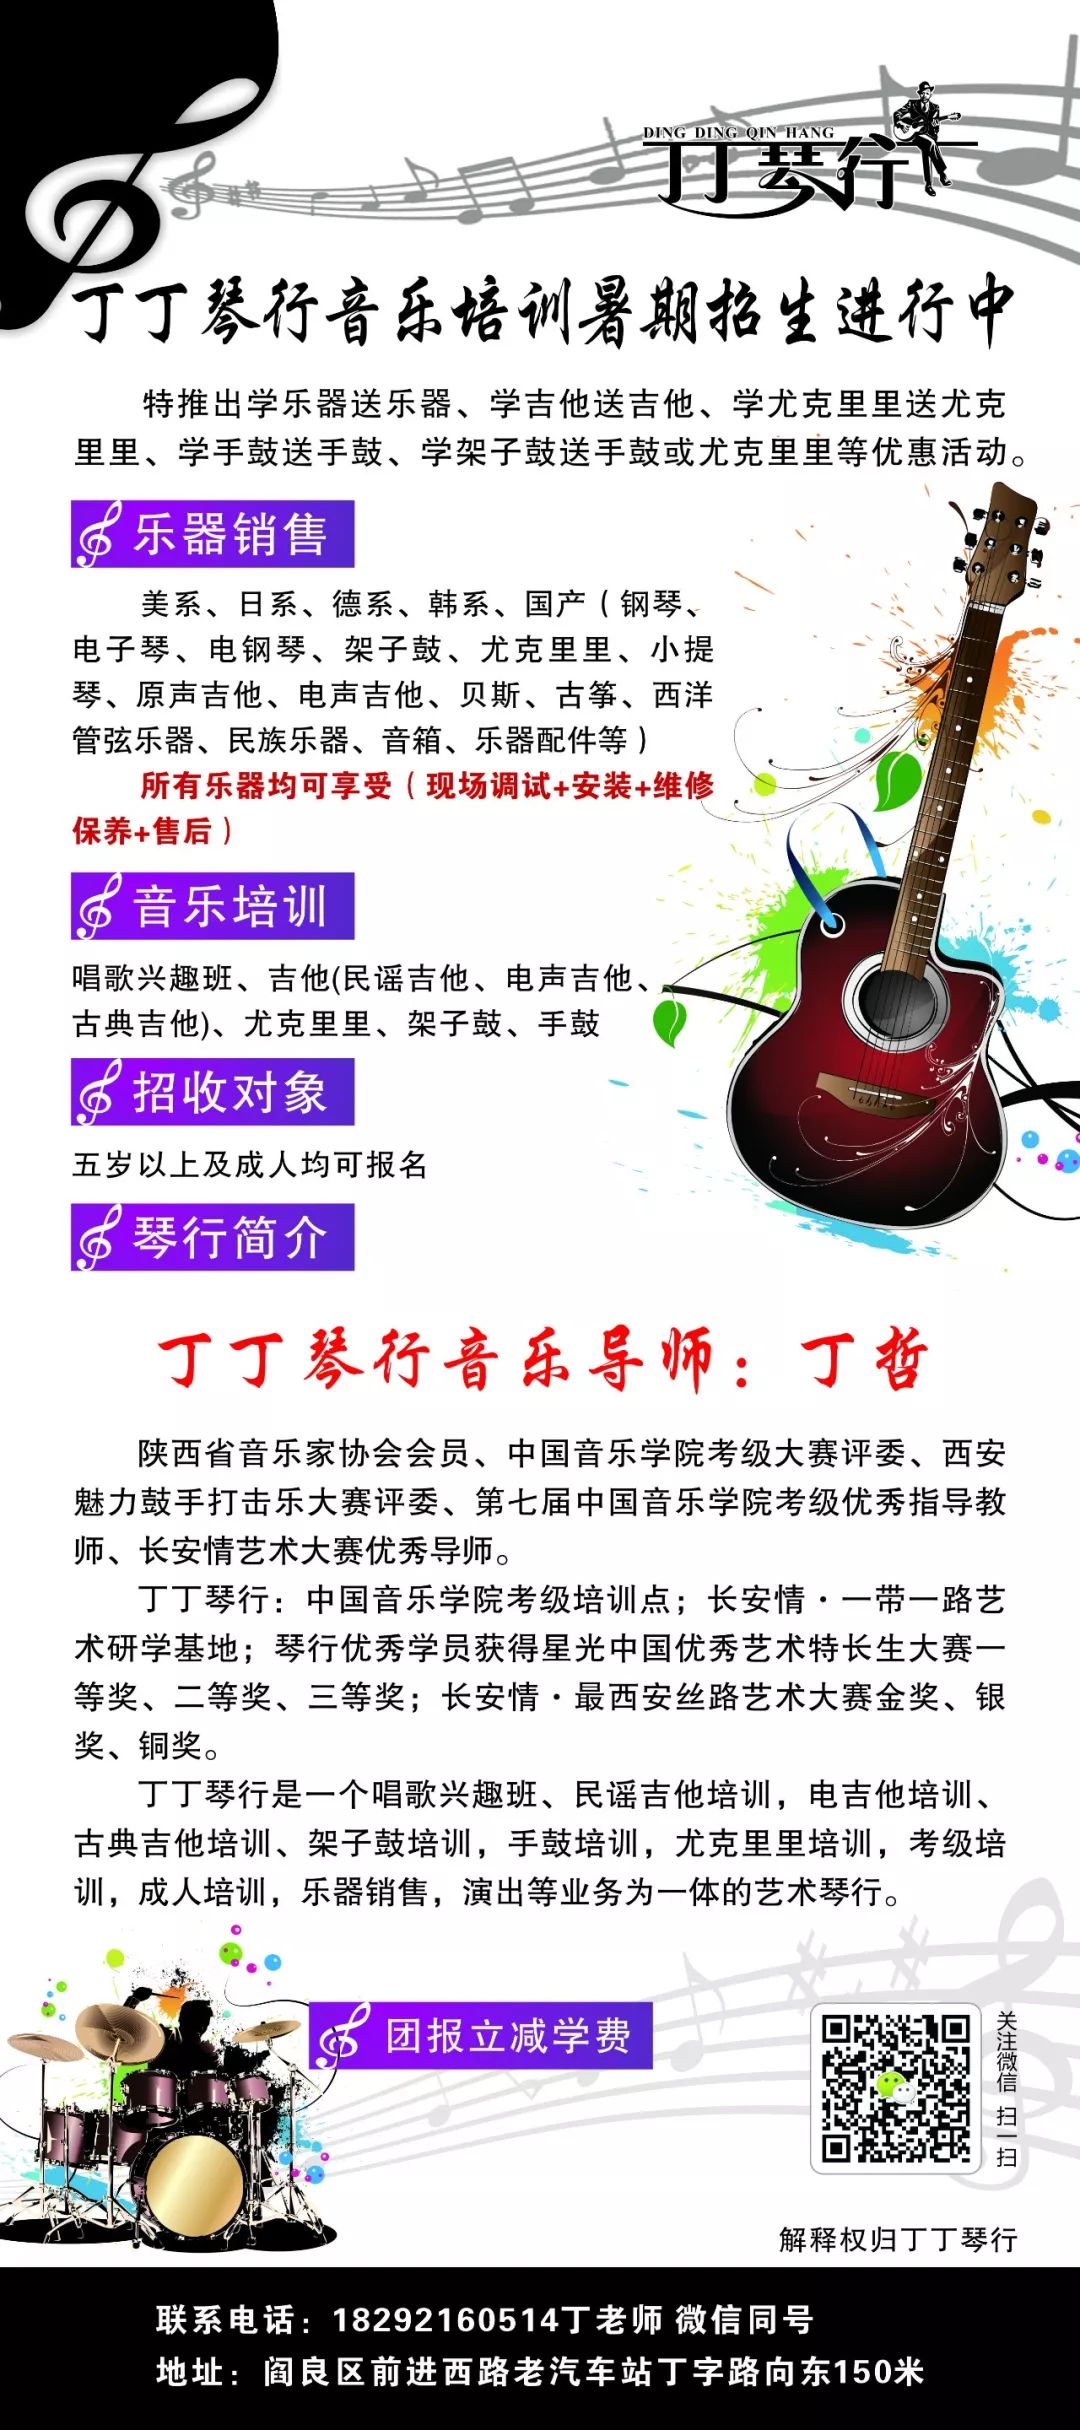 DING DING QIN HANG
丁丁琴行
丁丁琴行音乐培训暑期招生进行中
特推出学乐器送乐器、学吉他送吉他、学尤克里里送尤克
里里、学手鼓送手鼓、学架子鼓送手鼓或尤克里里等优惠活动。
乐器销售
美系、日系、德系、韩系、国产（钢琴、
电子琴、电钢琴、架子鼓、尤克里里、小提
琴、原声吉他、电声吉他、贝斯、古筝、西洋
管弦乐器、民族乐器、音箱、乐器配件等）
所有乐器均可享受（现场调试+安装+维修
保养+售后）
音乐培训
唱歌兴趣班、吉他(民谣吉他、电声吉他、
古典吉他)、尤克里里、架子鼓、手鼓
招收对象
五岁以上及成人均可报名
琴行简介
丁丁琴行音乐导师：丁哲
陕西省音乐家协会会员、中国音乐学院考级大赛评委、西安
魅力鼓手打击乐大赛评委、第七届中国音乐学院考级优秀指导教
师、长安情艺术大赛优秀导师。
丁丁琴行：中国音乐学院考级培训点；长安情·一带一路艺
术研学基地；琴行优秀学员获得星光中国优秀艺术特长生大赛一
等奖、二等奖、三等奖；长安情·最西安丝路艺术大赛金奖、银
奖、铜奖。
丁丁琴行是一个唱歌兴趣班、民谣吉他培训，电吉他培训、
古典吉他培训、架子鼓培训，手鼓培训，尤克里里培训，考级培
训，成人培训，乐器销售，演出等业务为一体的艺术琴行。
团报立减学费
关注微信 扫一扫
解释权归丁丁琴行
联系电话：18292160514丁老师 微信同号
地址：阎良区前进西路老汽车站丁字路向东150米